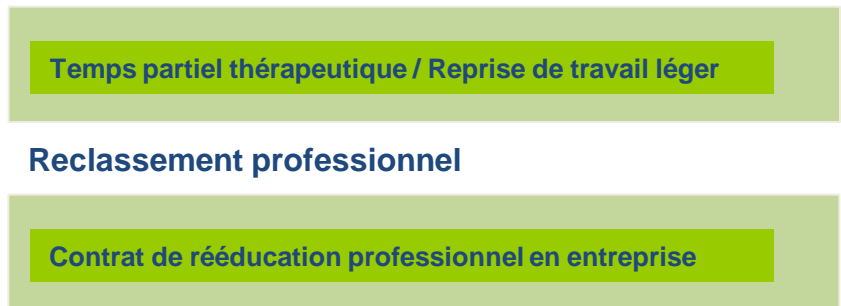 Temps partiel thérapeutique / Reprise de travail léger
Reclassement professionnel
Contrat de rééducation professionnel en entreprise